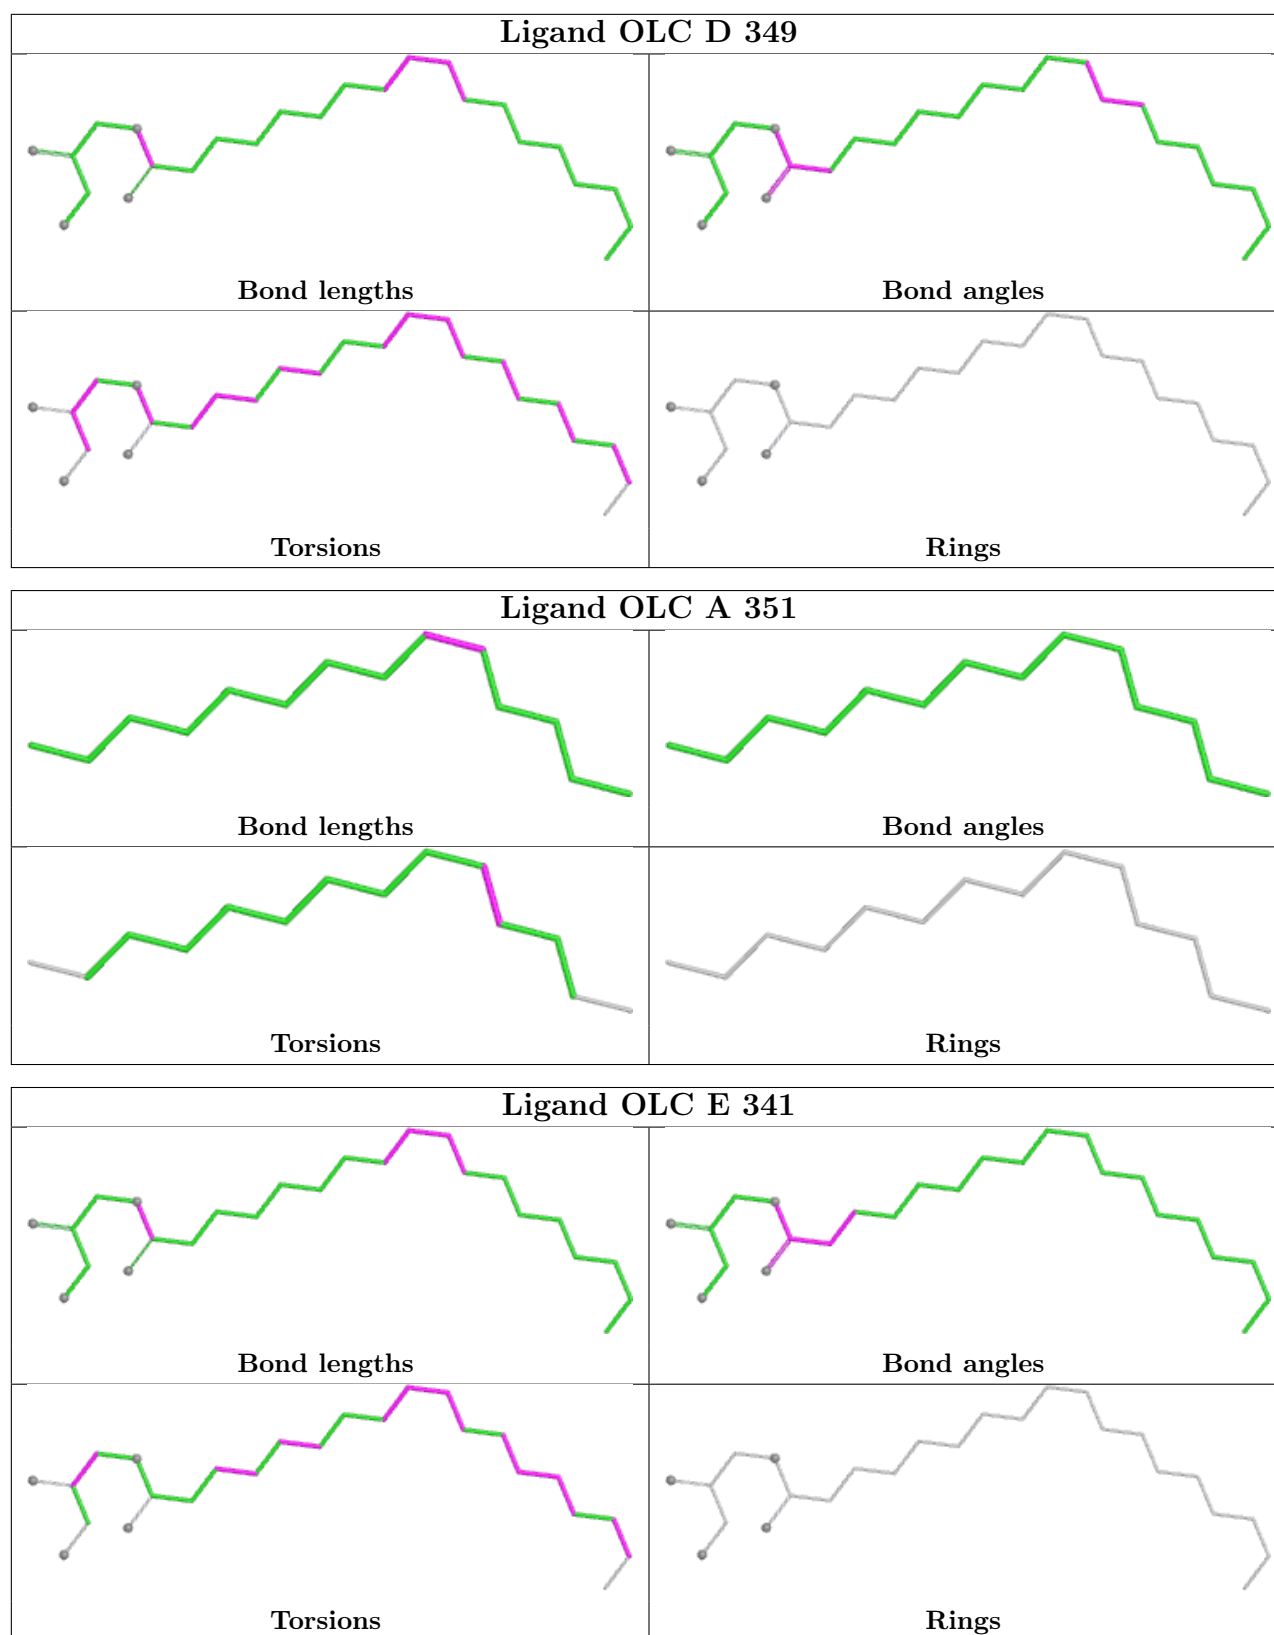 Ligand OLC D 349
Bond lengths
Bond angles
Torsions
Rings
Ligand OLC A 351
Bond lengths
Bond angles
Torsions
Rings
Ligand OLC E 341
Bond lengths
Bond angles
Torsions
Rings